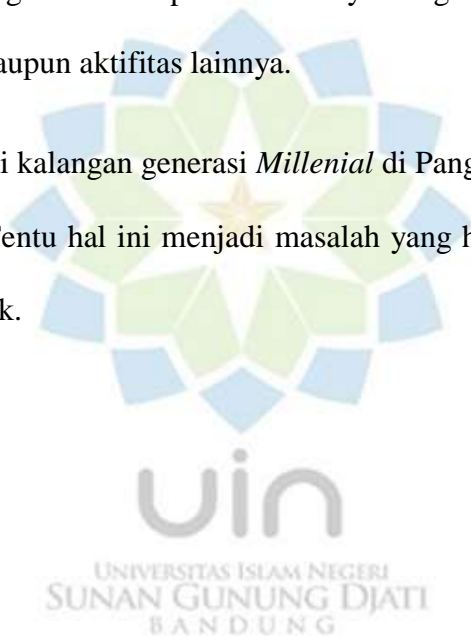 aupun aktifitas lainnya.
i kalangan generasi Millenial di Pang
entu hal ini menjadi masalah yang h
k.
uin
UNIVERSITAS ISLAM NEGERI
SUNAN GUNUNG DJATI
BANDUNG